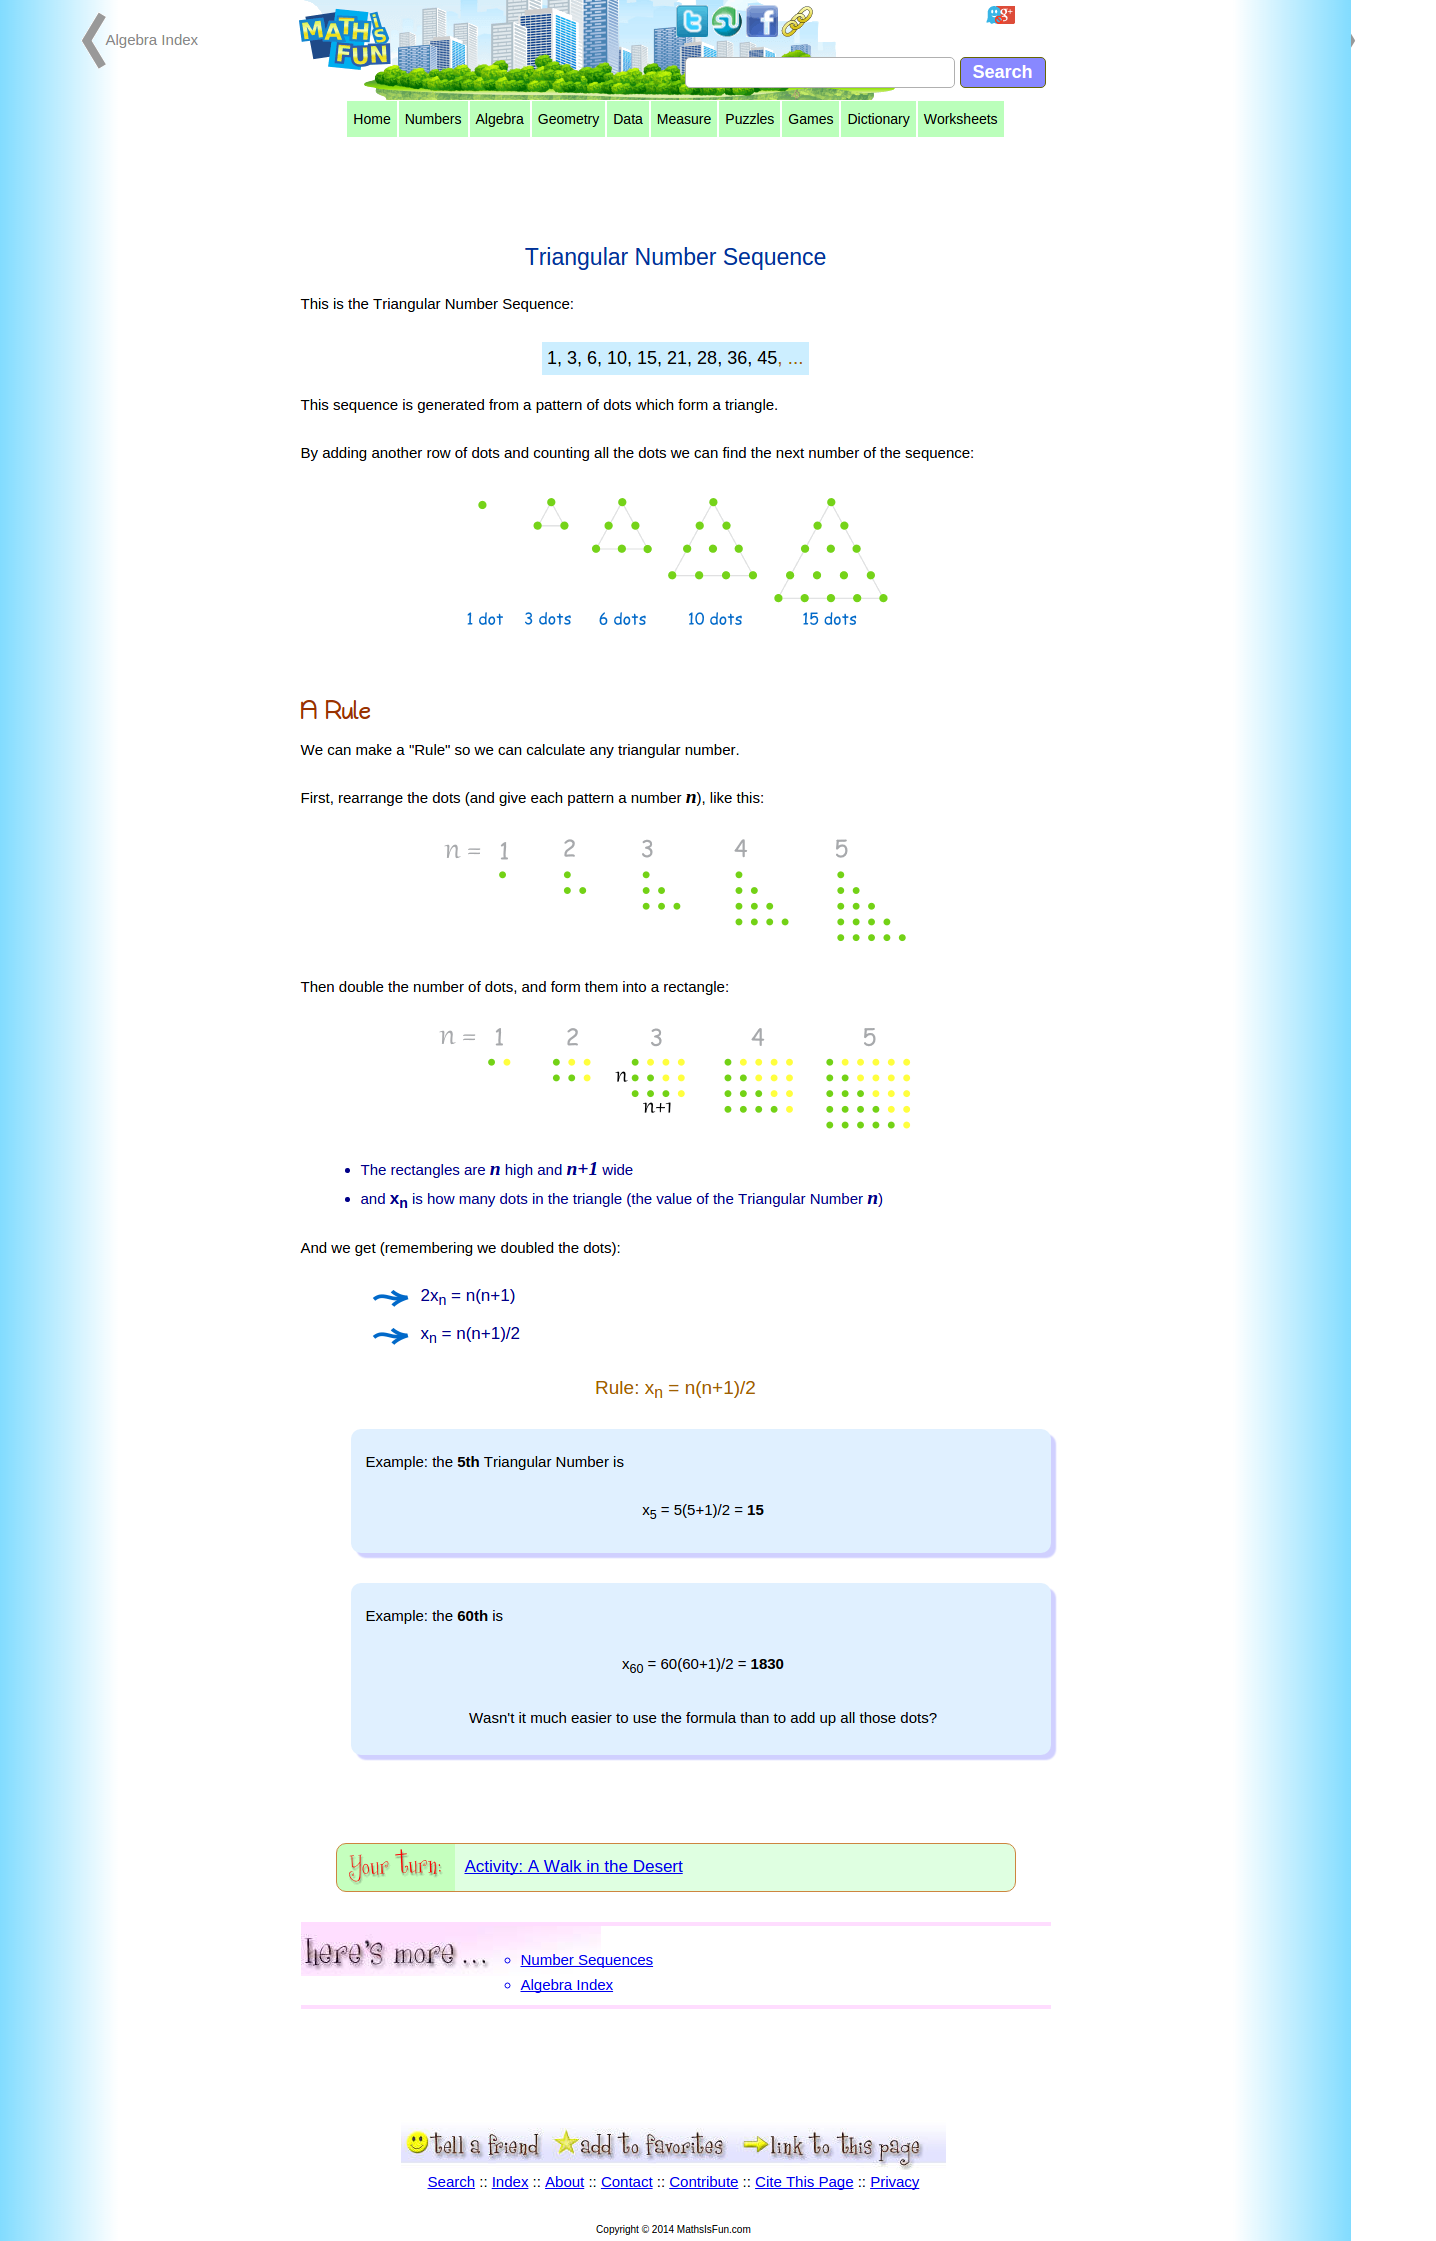 Algebra Index
MATH is FUN
g+
Search
Home Numbers Algebra Geometry Data Measure Puzzles Games Dictionary Worksheets
Triangular Number Sequence
This is the Triangular Number Sequence:
1, 3, 6, 10, 15, 21, 28, 36, 45, ...
This sequence is generated from a pattern of dots which form a triangle.
By adding another row of dots and counting all the dots we can find the next number of the sequence:
1 dot 3 dots 6 dots 10 dots 15 dots
A Rule
We can make a "Rule" so we can calculate any triangular number.
First, rearrange the dots (and give each pattern a number n), like this:
n = 1 2 3 4 5
Then double the number of dots, and form them into a rectangle:
n = 1 2 3 4 5
n
n+1
• The rectangles are n high and n+1 wide
• and xn is how many dots in the triangle (the value of the Triangular Number n)
And we get (remembering we doubled the dots):
2xn = n(n+1)
xn = n(n+1)/2
Rule: xn = n(n+1)/2
Example: the 5th Triangular Number is
x5 = 5(5+1)/2 = 15
Example: the 60th is
x60 = 60(60+1)/2 = 1830
Wasn't it much easier to use the formula than to add up all those dots?
Your turn: Activity: A Walk in the Desert
here's more ...
Number Sequences
Algebra Index
tell a friend add to favorites link to this page
Search :: Index :: About :: Contact :: Contribute :: Cite This Page :: Privacy
Copyright © 2014 MathsIsFun.com